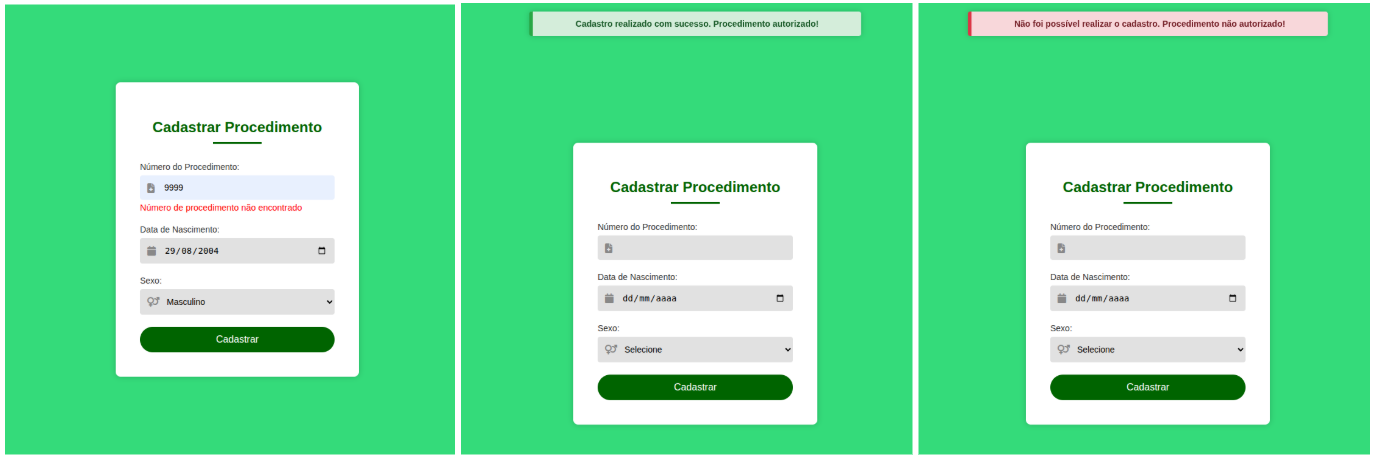 Cadastrar Procedimento
Número do Procedimento:
9999
Número de procedimento não encontrado
Data de Nascimento:
29/08/2004
Sexo:
Masculino
Cadastrar
Cadastro realizado com sucesso. Procedimento autorizado!
Cadastrar Procedimento
Número do Procedimento:
Data de Nascimento:
dd/mm/aaaa
Sexo:
Selecione
Cadastrar
Não foi possível realizar o cadastro. Procedimento não autorizado!
Cadastrar Procedimento
Número do Procedimento:
Data de Nascimento:
dd/mm/aaaa
Sexo:
Selecione
Cadastrar